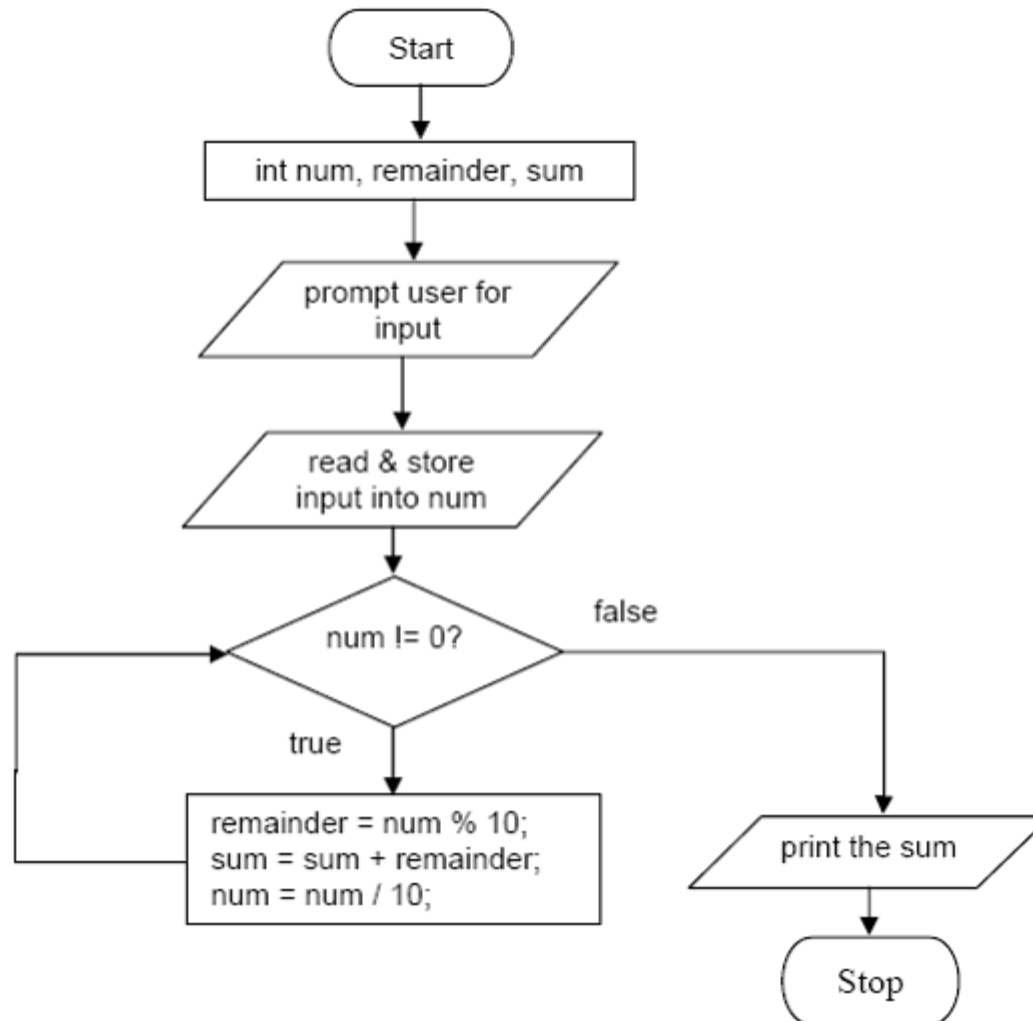 Start
int num, remainder, sum
prompt user for
input
read & store
input into num
num != 0?
false
true
remainder = num % 10;
sum = sum + remainder;
num = num / 10;
print the sum
Stop